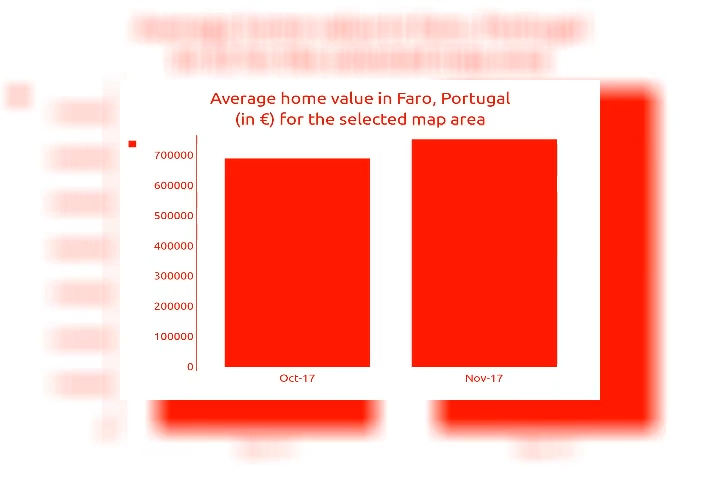 Average home value in Faro, Portugal
(in €) for the selected map area
700000
600000
500000
400000
300000
200000
100000
0
Oct-17
Nov-17